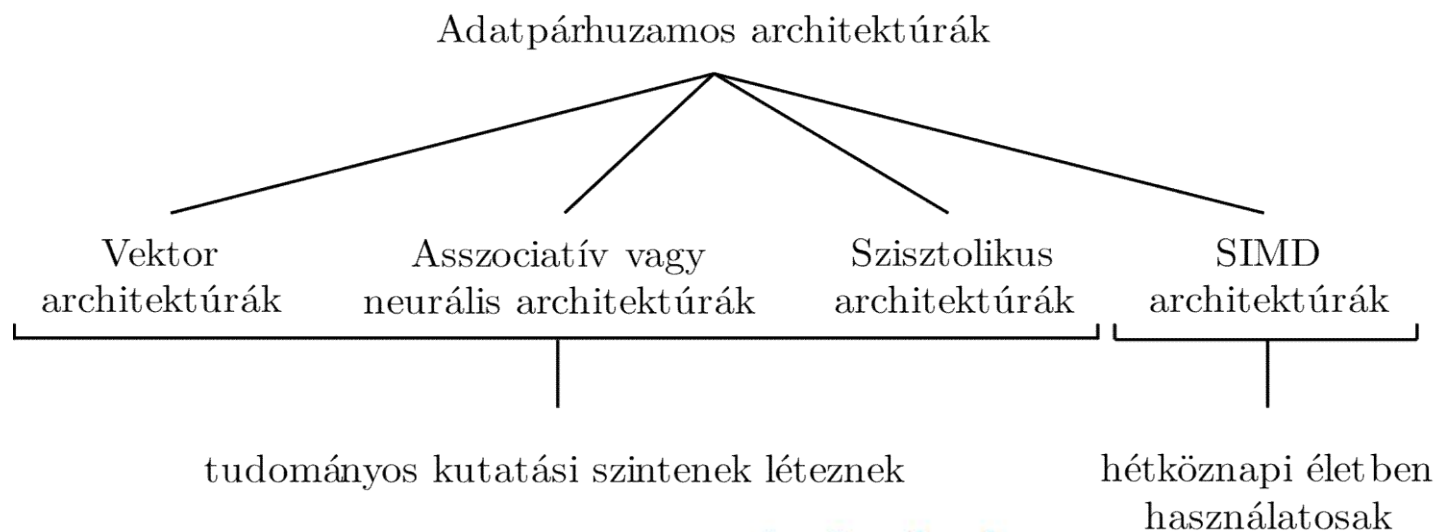 Adatpárhuzamos architektúrák
Vektor
architektúrák
Asszociatív vagy
neurális architektúrák
Szisztolikus
architektúrák
SIMD
architektúrák
tudományos kutatási szintenek léteznek
hétköznapi életben
használatosak